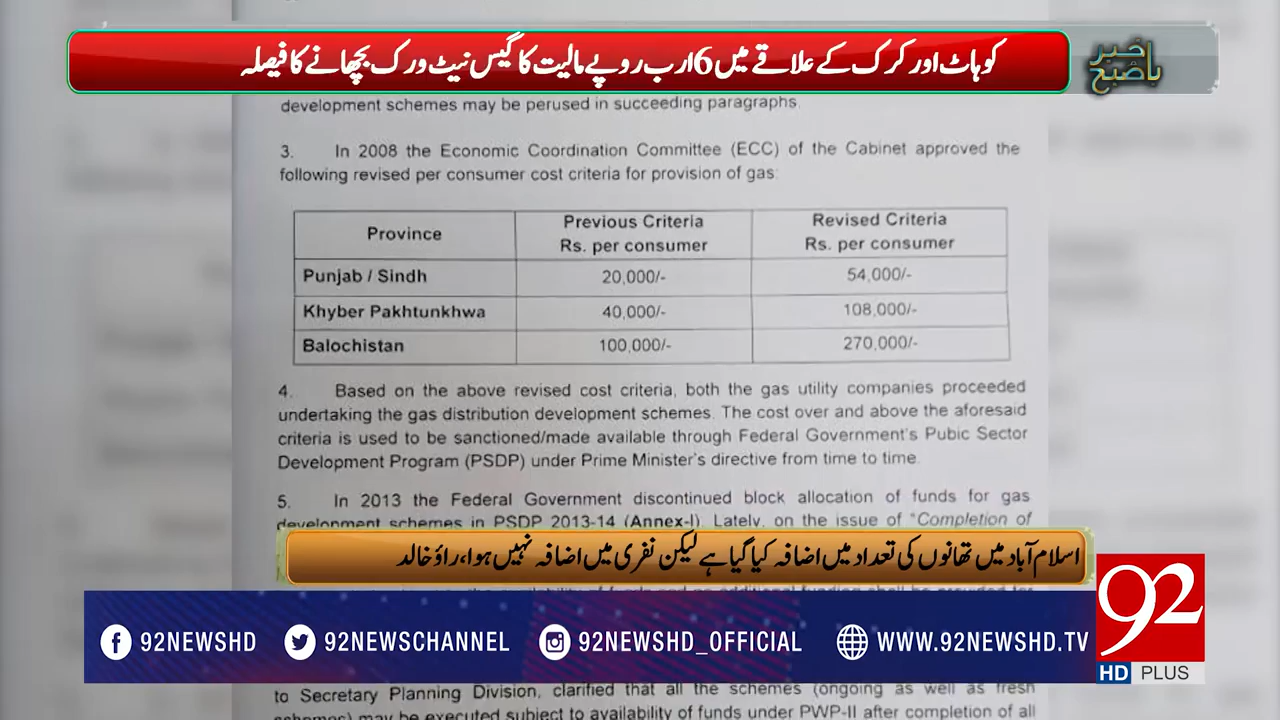 کوہاٹ اور کرک کے علاقے میں 6 ارب روپے مالیت کا گیس نیٹ ورک بچھانے کا فیصلہ
خبر
باصبح
development schemes may be perused in succeeding paragraphs.
3. In 2008 the Economic Coordination Committee (ECC) of the Cabinet approved the
following revised per consumer cost criteria for provision of gas:
Province
Previous Criteria
Rs. per consumer
Revised Criteria
Rs. per consumer
Punjab / Sindh 20,000/- 54,000/-
Khyber Pakhtunkhwa 40,000/- 108,000/-
Balochistan 100,000/- 270,000/-
4. Based on the above revised cost criteria, both the gas utility companies proceeded
undertaking the gas distribution development schemes. The cost over and above the aforesaid
criteria is used to be sanctioned/made available through Federal Government's Pubic Sector
Development Program (PSDP) under Prime Minister's directive from time to time.
5. In 2013 the Federal Government discontinued block allocation of funds for gas
development schemes in PSDP 2013-14 (Annex-I). Lately, on the issue of "Completion of
اسلام آباد میں تھانوں کی تعداد میں اضافہ کیا گیا ہے لیکن نفری میں اضافہ نہیں ہوا، راؤ خالد
92NEWSHD 92NEWSCHANNEL 92NEWSHD_OFFICIAL WWW.92NEWSHD.TV
92
HD PLUS
to Secretary Planning Division, clarified that all the schemes (ongoing as well as fresh
schemes) may be executed subject to availability of funds under PWP-II after completion of all